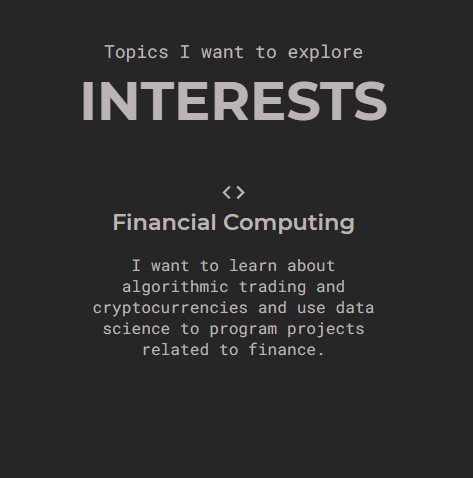 Topics I want to explore
INTERESTS
Financial Computing
I want to learn about
algorithmic trading and
cryptocurrencies and use data
science to program projects
related to finance.